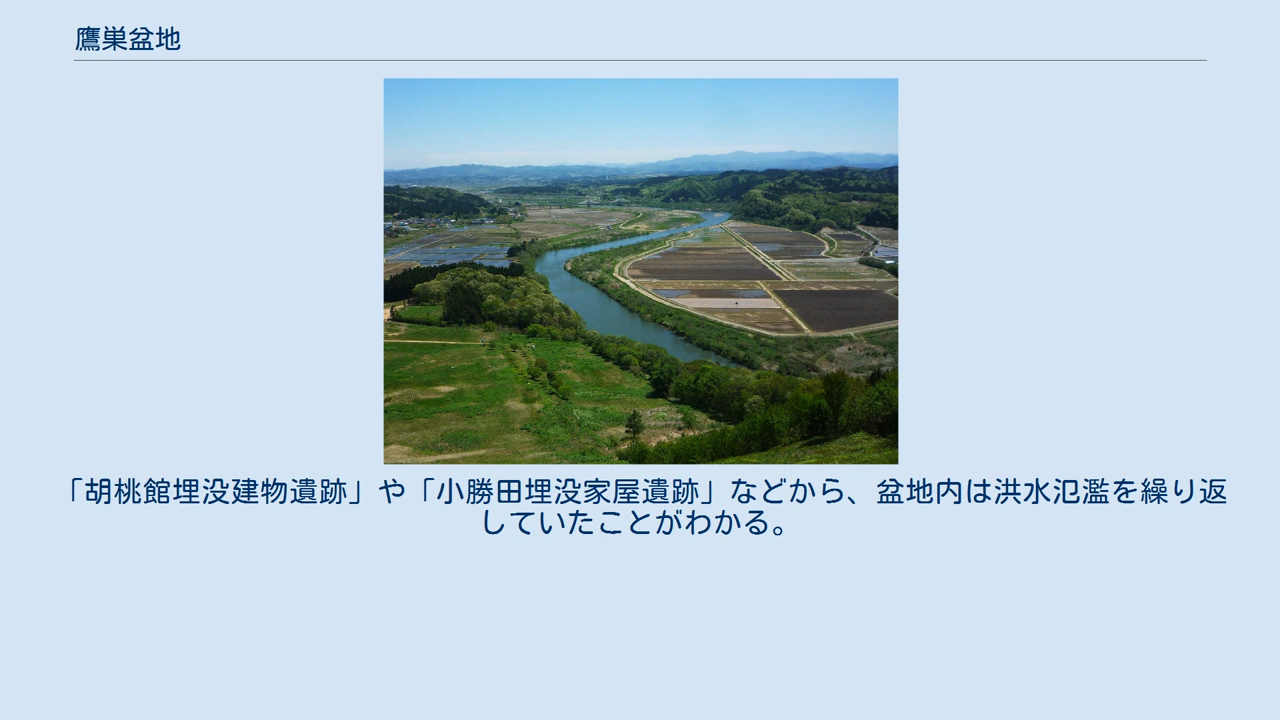 鷹巣盆地
「胡桃館埋没建物遺跡」や「小勝田埋没家屋遺跡」などから、盆地内は洪水氾濫を繰り返
していたことがわかる。